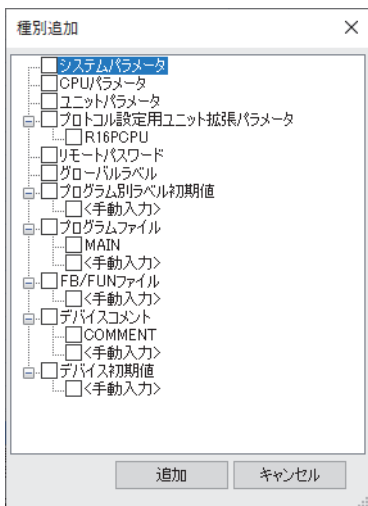 種別追加
システムパラメータ
CPUパラメータ
ユニットパラメータ
プロトコル設定用ユニット拡張パラメータ
R16PCPU
リモートパスワード
グローバルラベル
プログラム別ラベル初期値
<手動入力>
プログラムファイル
MAIN
<手動入力>
FB/FUNファイル
<手動入力>
デバイスコメント
COMMENT
<手動入力>
デバイス初期値
<手動入力>
追加 キャンセル